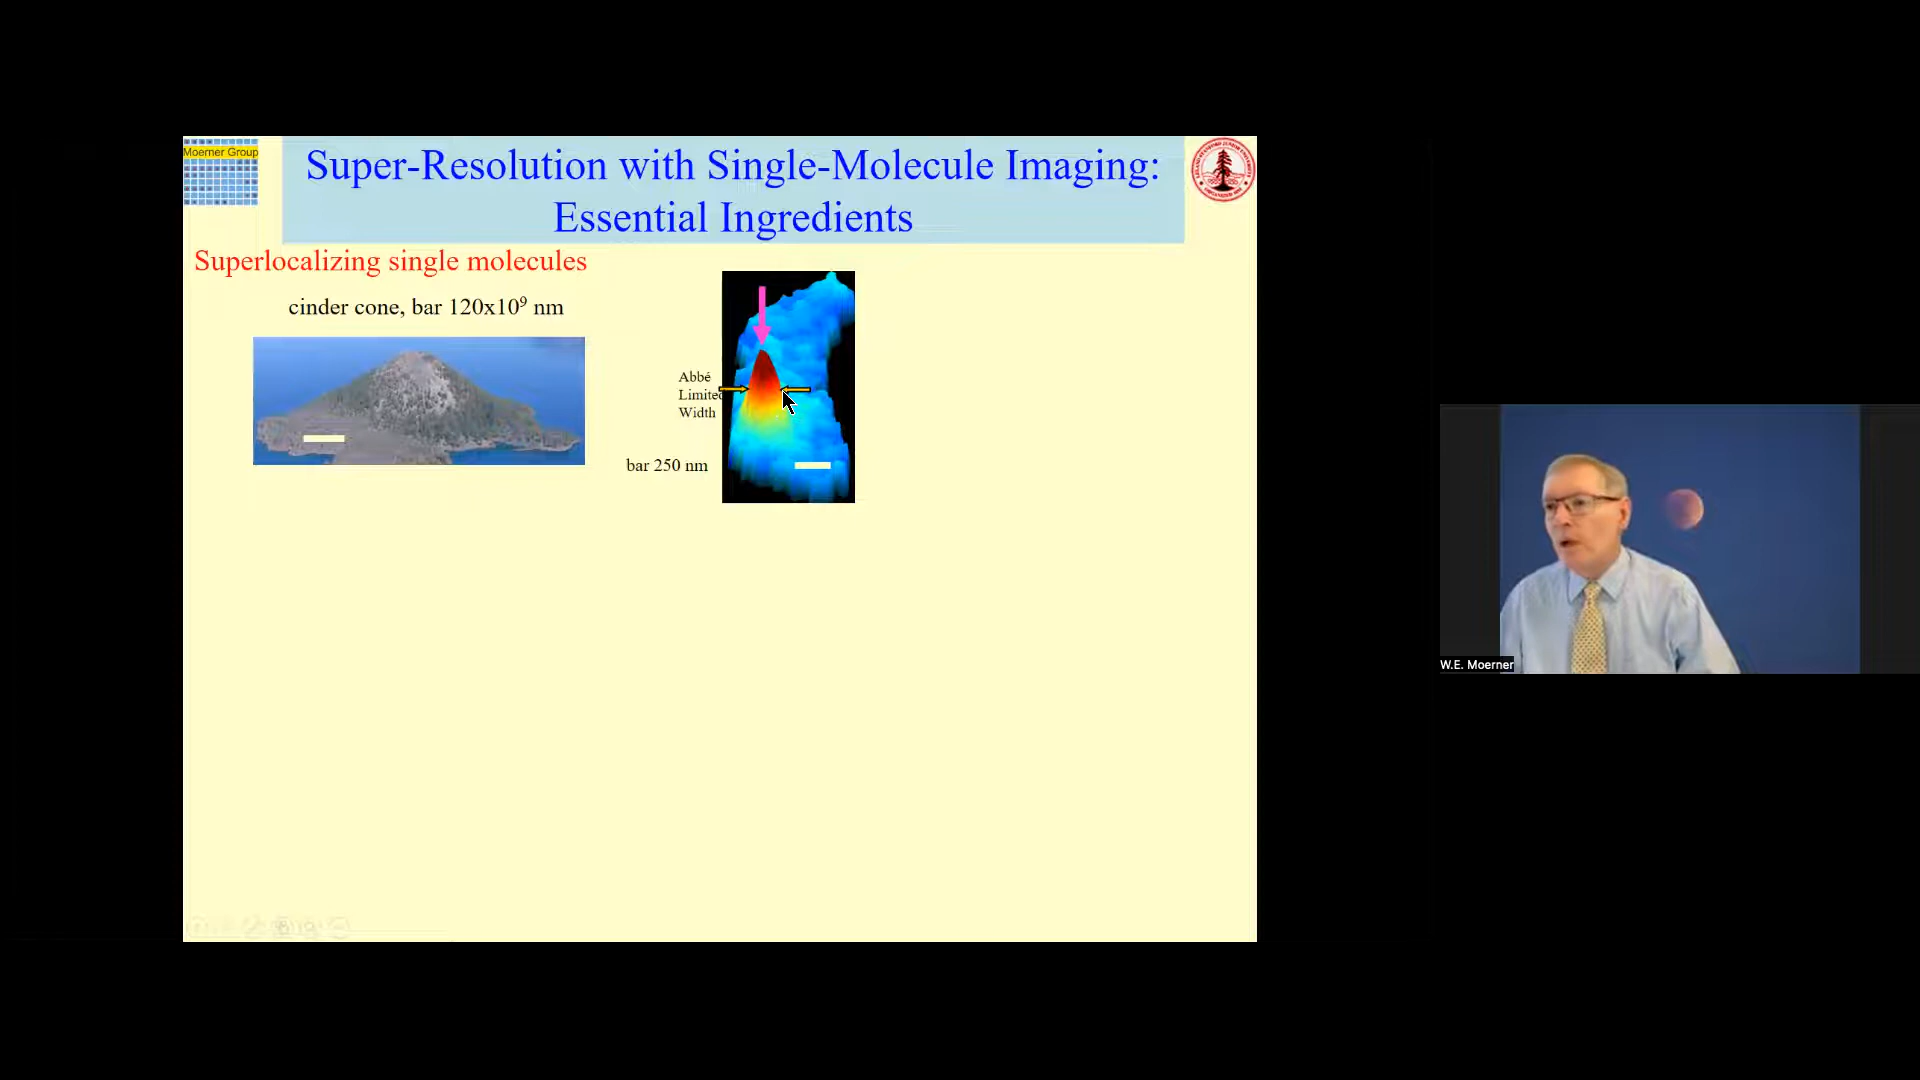 Moerner Group
Super-Resolution with Single-Molecule Imaging:
Essential Ingredients
Superlocalizing single molecules
cinder cone, bar 120x10⁹ nm
Abbé
Limited
Width
bar 250 nm
W.E. Moerner